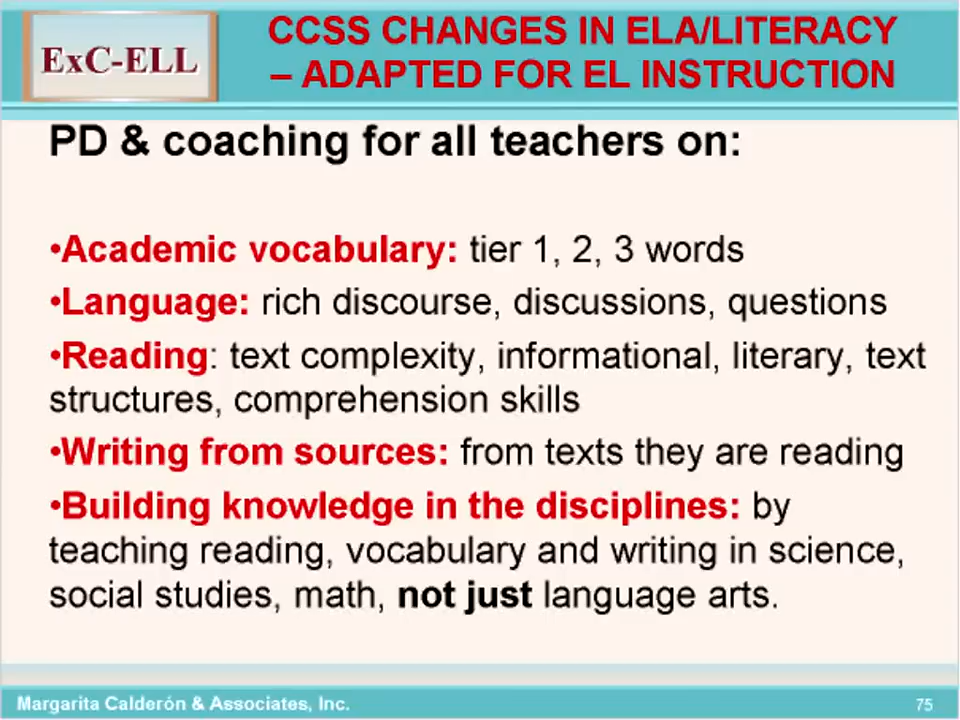 ExC-ELL
CCSS CHANGES IN ELA/LITERACY
– ADAPTED FOR EL INSTRUCTION
PD & coaching for all teachers on:
•Academic vocabulary: tier 1, 2, 3 words
•Language: rich discourse, discussions, questions
•Reading: text complexity, informational, literary, text
structures, comprehension skills
•Writing from sources: from texts they are reading
•Building knowledge in the disciplines: by
teaching reading, vocabulary and writing in science,
social studies, math, not just language arts.
Margarita Calderón & Associates, Inc.
75